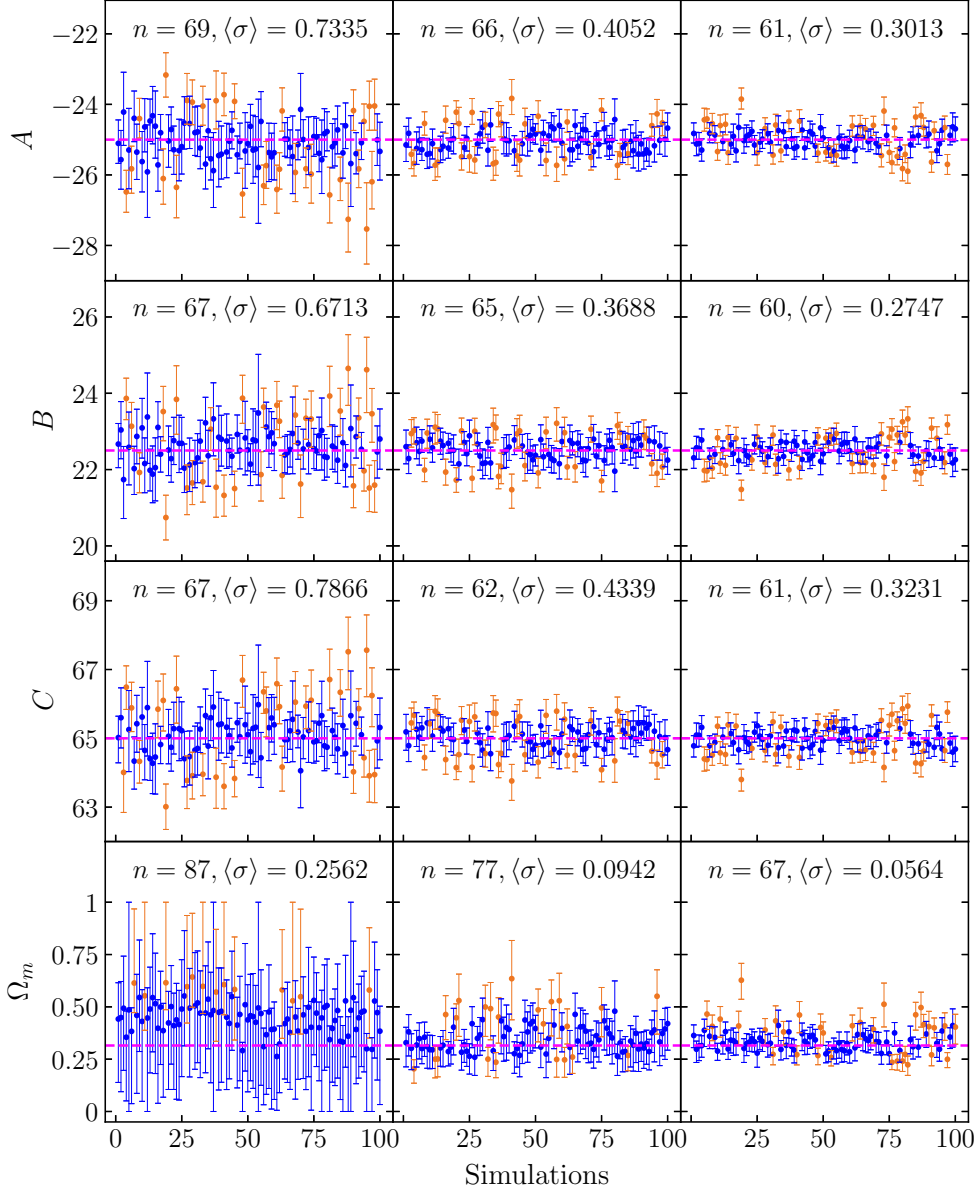 n = 69, ⟨σ⟩ = 0.7335
n = 66, ⟨σ⟩ = 0.4052
n = 61, ⟨σ⟩ = 0.3013
−22
−24
−26
−28
A
n = 67, ⟨σ⟩ = 0.6713
n = 65, ⟨σ⟩ = 0.3688
n = 60, ⟨σ⟩ = 0.2747
26
24
22
20
B
n = 67, ⟨σ⟩ = 0.7866
n = 62, ⟨σ⟩ = 0.4339
n = 61, ⟨σ⟩ = 0.3231
69
67
65
63
C
n = 87, ⟨σ⟩ = 0.2562
n = 77, ⟨σ⟩ = 0.0942
n = 67, ⟨σ⟩ = 0.0564
1
0.75
0.50
0.25
0
Ωm
0 25 50 75 100 25 50 75 100 25 50 75 100
Simulations